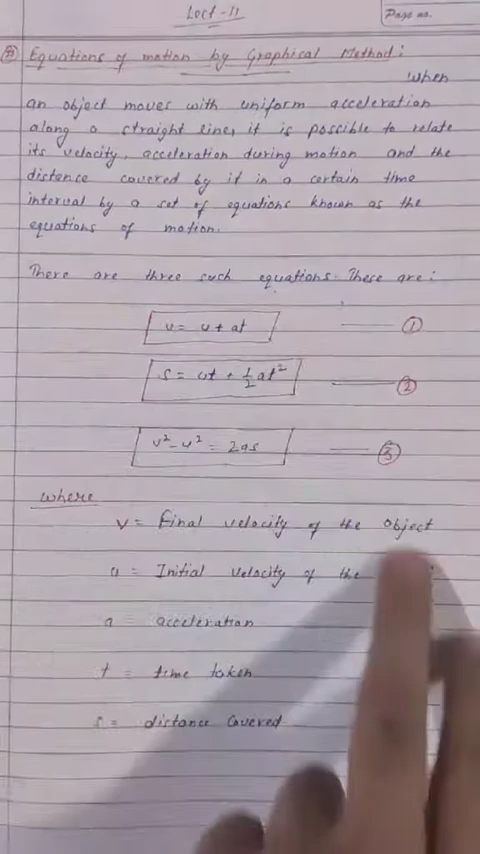 Lect - 11
Page no.
Equations of motion by Graphical Method:
when
an object moves with uniform acceleration
along a straight line, it is possible to relate
its velocity, acceleration during motion and the
distance covered by it in a certain time
interval by a set of equations known as the
equations of motion.
There are three such equations. These are:
v = u + at ①
s = ut + 1/2 at² ②
v² - u² = 2as ③
where
v = Final velocity of the Object
u = Initial velocity of the
a = acceleration
t = time taken
s = distance Covered